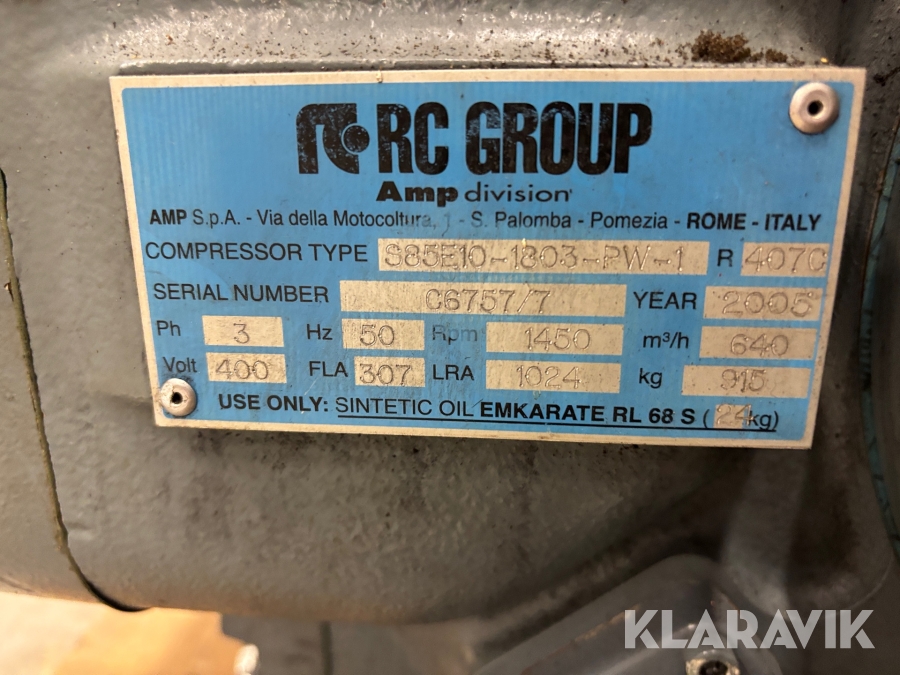 RC GROUP
Amp division
AMP S.p.A. - Via della Motocoltura, 1 - S. Palomba - Pomezia - ROME - ITALY
COMPRESSOR TYPE S85E10-1803-PW-1 R 407C
SERIAL NUMBER C6757/7 YEAR 2005
Ph 3 Hz 50 Rpm 1450 m³/h 640
Volt 400 FLA 307 LRA 1024 kg 915
USE ONLY: SINTETIC OIL EMKARATE RL 68 S (24kg)
KLARAVIK